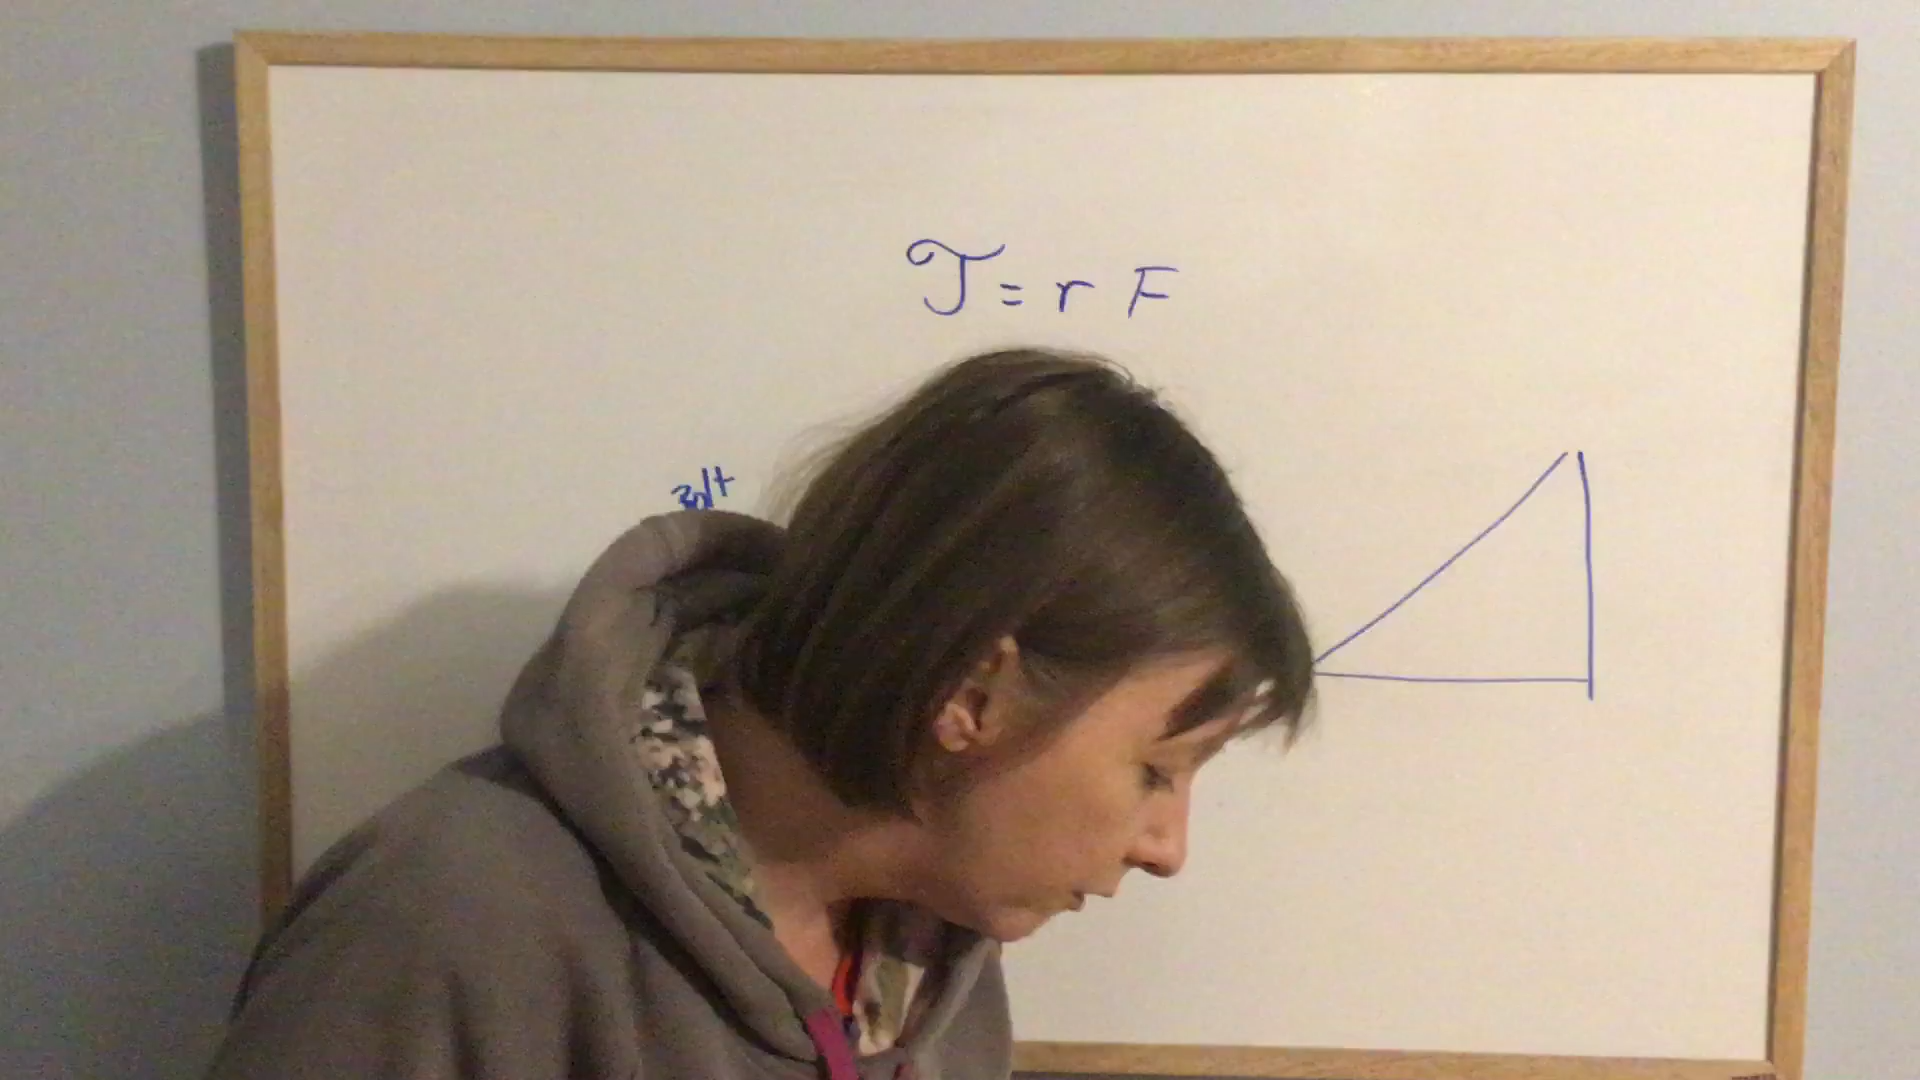 τ = r F